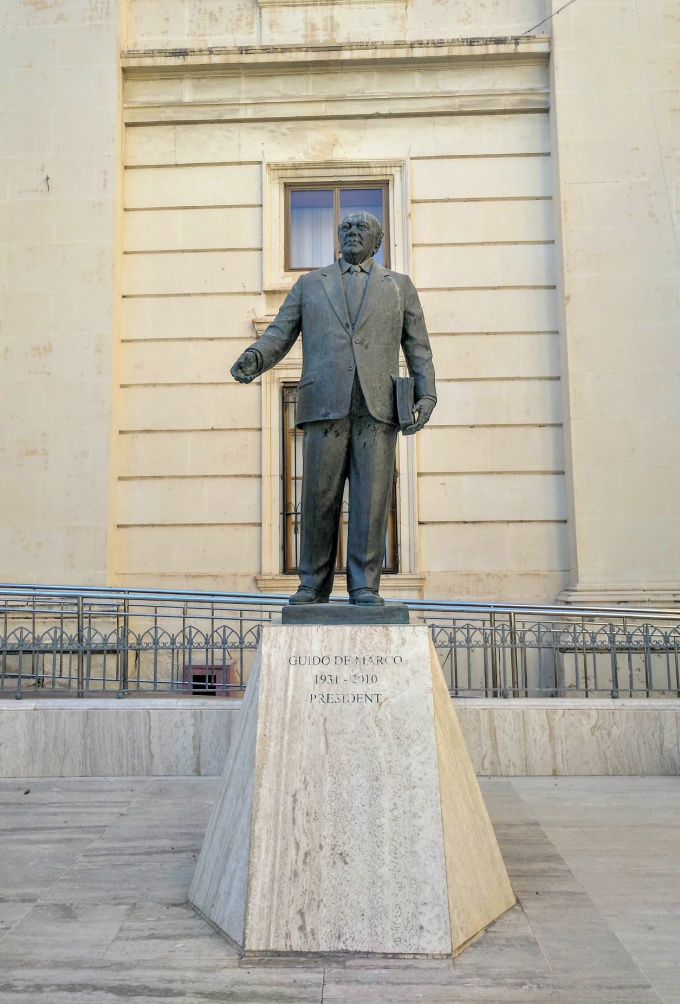 GUIDO DE MARCO
1931 - 2010
PRESIDENT